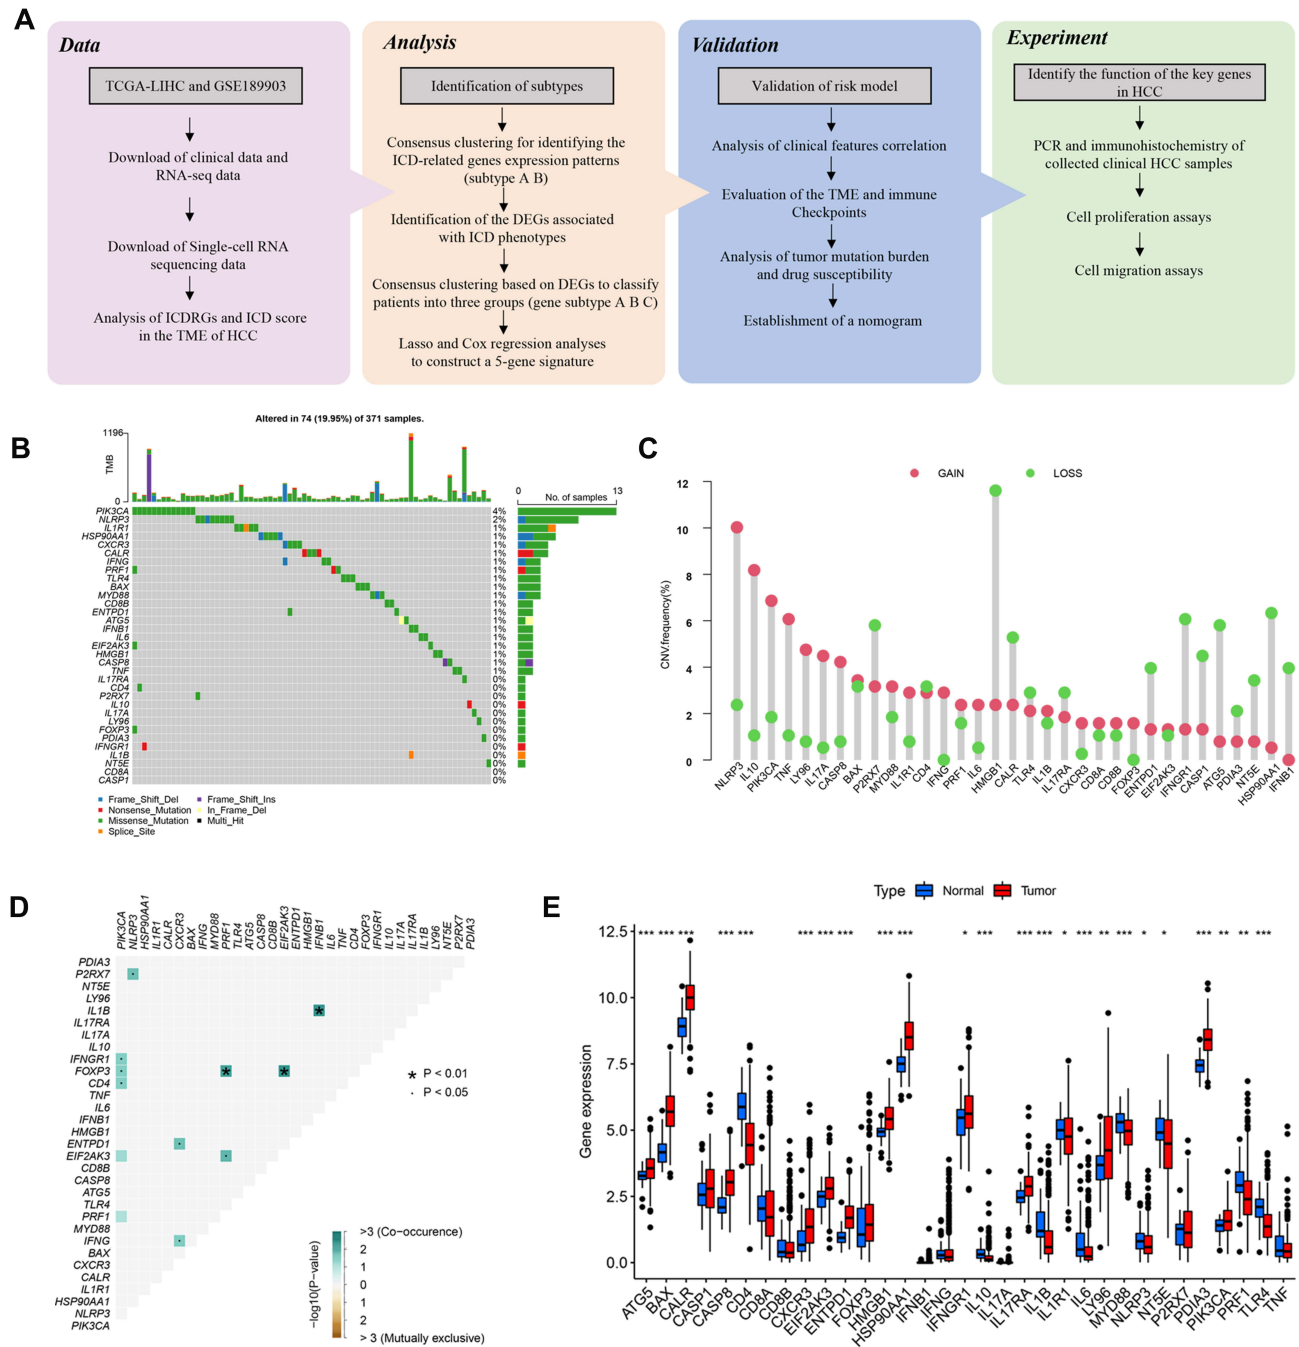 A
Data
TCGA-LIHC and GSE189903
Download of clinical data and
RNA-seq data
Download of Single-cell RNA
sequencing data
Analysis of ICDRGs and ICD score
in the TME of HCC
Analysis
Identification of subtypes
Consensus clustering for identifying the
ICD-related genes expression patterns
(subtype A B)
Identification of the DEGs associated
with ICD phenotypes
Consensus clustering based on DEGs to classify
patients into three groups (gene subtype A B C)
Lasso and Cox regression analyses
to construct a 5-gene signature
Validation
Validation of risk model
Analysis of clinical features correlation
Evaluation of the TME and immune
Checkpoints
Analysis of tumor mutation burden
and drug susceptibility
Establishment of a nomogram
Experiment
Identify the function of the key genes
in HCC
PCR and immunohistochemistry of
collected clinical HCC samples
Cell proliferation assays
Cell migration assays
B
Altered in 74 (19.95%) of 371 samples.
1196
TMB
0
0 13
No. of samples
PIK3CA 4%
NLRP3 2%
IL1R1 1%
HSP90AA1 1%
CXCR3 1%
CALR 1%
IFNG 1%
PRF1 1%
TLR4 1%
BAX 1%
MYD88 1%
CD8B 1%
ENTPD1 1%
ATG5 1%
IFNB1 1%
IL6 1%
EIF2AK3 1%
HMGB1 1%
CASP8 1%
TNF 1%
IL17RA 0%
CD4 0%
P2RX7 0%
IL10 0%
IL17A 0%
LY96 0%
FOXP3 0%
PDIA3 0%
IFNGR1 0%
IL1B 0%
NT5E 0%
CD8A 0%
CASP1 0%
Frame_Shift_Del Frame_Shift_Ins
Nonsense_Mutation In_Frame_Del
Missense_Mutation Multi_Hit
Splice_Site
C
GAIN LOSS
CNV.frequency(%)
12
10
8
6
4
2
0
NLRP3 IL10 PIK3CA TNF LY96 IL17A CASP8 BAX P2RX7 MYD88 IL1R1 CD4 IFNG PRF1 IL6 HMGB1 CALR TLR4 IL1B IL17RA CXCR3 CD8A CD8B FOXP3 ENTPD1 EIF2AK3 IFNGR1 CASP1 ATG5 PDIA3 NT5E HSP90AA1 IFNB1
D
PIK3CA NLRP3 HSP90AA1 IL1R1 CALR CXCR3 BAX IFNG MYD88 PRF1 TLR4 ATG5 CASP8 CD8B EIF2AK3 ENTPD1 HMGB1 IFNB1 IL6 TNF CD4 FOXP3 IFNGR1 IL10 IL17A IL17RA IL1B LY96 NT5E P2RX7 PDIA3
PDIA3
P2RX7
NT5E
LY96
IL1B
IL17RA
IL17A
IL10
IFNGR1
FOXP3
CD4
TNF
IL6
IFNB1
HMGB1
ENTPD1
EIF2AK3
CD8B
CASP8
ATG5
TLR4
PRF1
MYD88
IFNG
BAX
CXCR3
CALR
IL1R1
HSP90AA1
NLRP3
PIK3CA
* P < 0.01
· P < 0.05
−log10(P−value)
>3 (Co−occurence)
2
1
0
1
2
> 3 (Mutually exclusive)
E
Type Normal Tumor
Gene expression
12.5
10.0
7.5
5.0
2.5
0.0
*** *** *** *** *** *** *** *** *** *** * *** *** *** * *** ** *** * * *** ** ** ***
ATG5 BAX CALR CASP1 CASP8 CD4 CD8A CD8B CXCR3 EIF2AK3 ENTPD1 FOXP3 HMGB1 HSP90AA1 IFNB1 IFNG IFNGR1 IL10 IL17A IL17RA IL1B IL1R1 IL6 LY96 MYD88 NLRP3 NT5E P2RX7 PDIA3 PIK3CA PRF1 TLR4 TNF